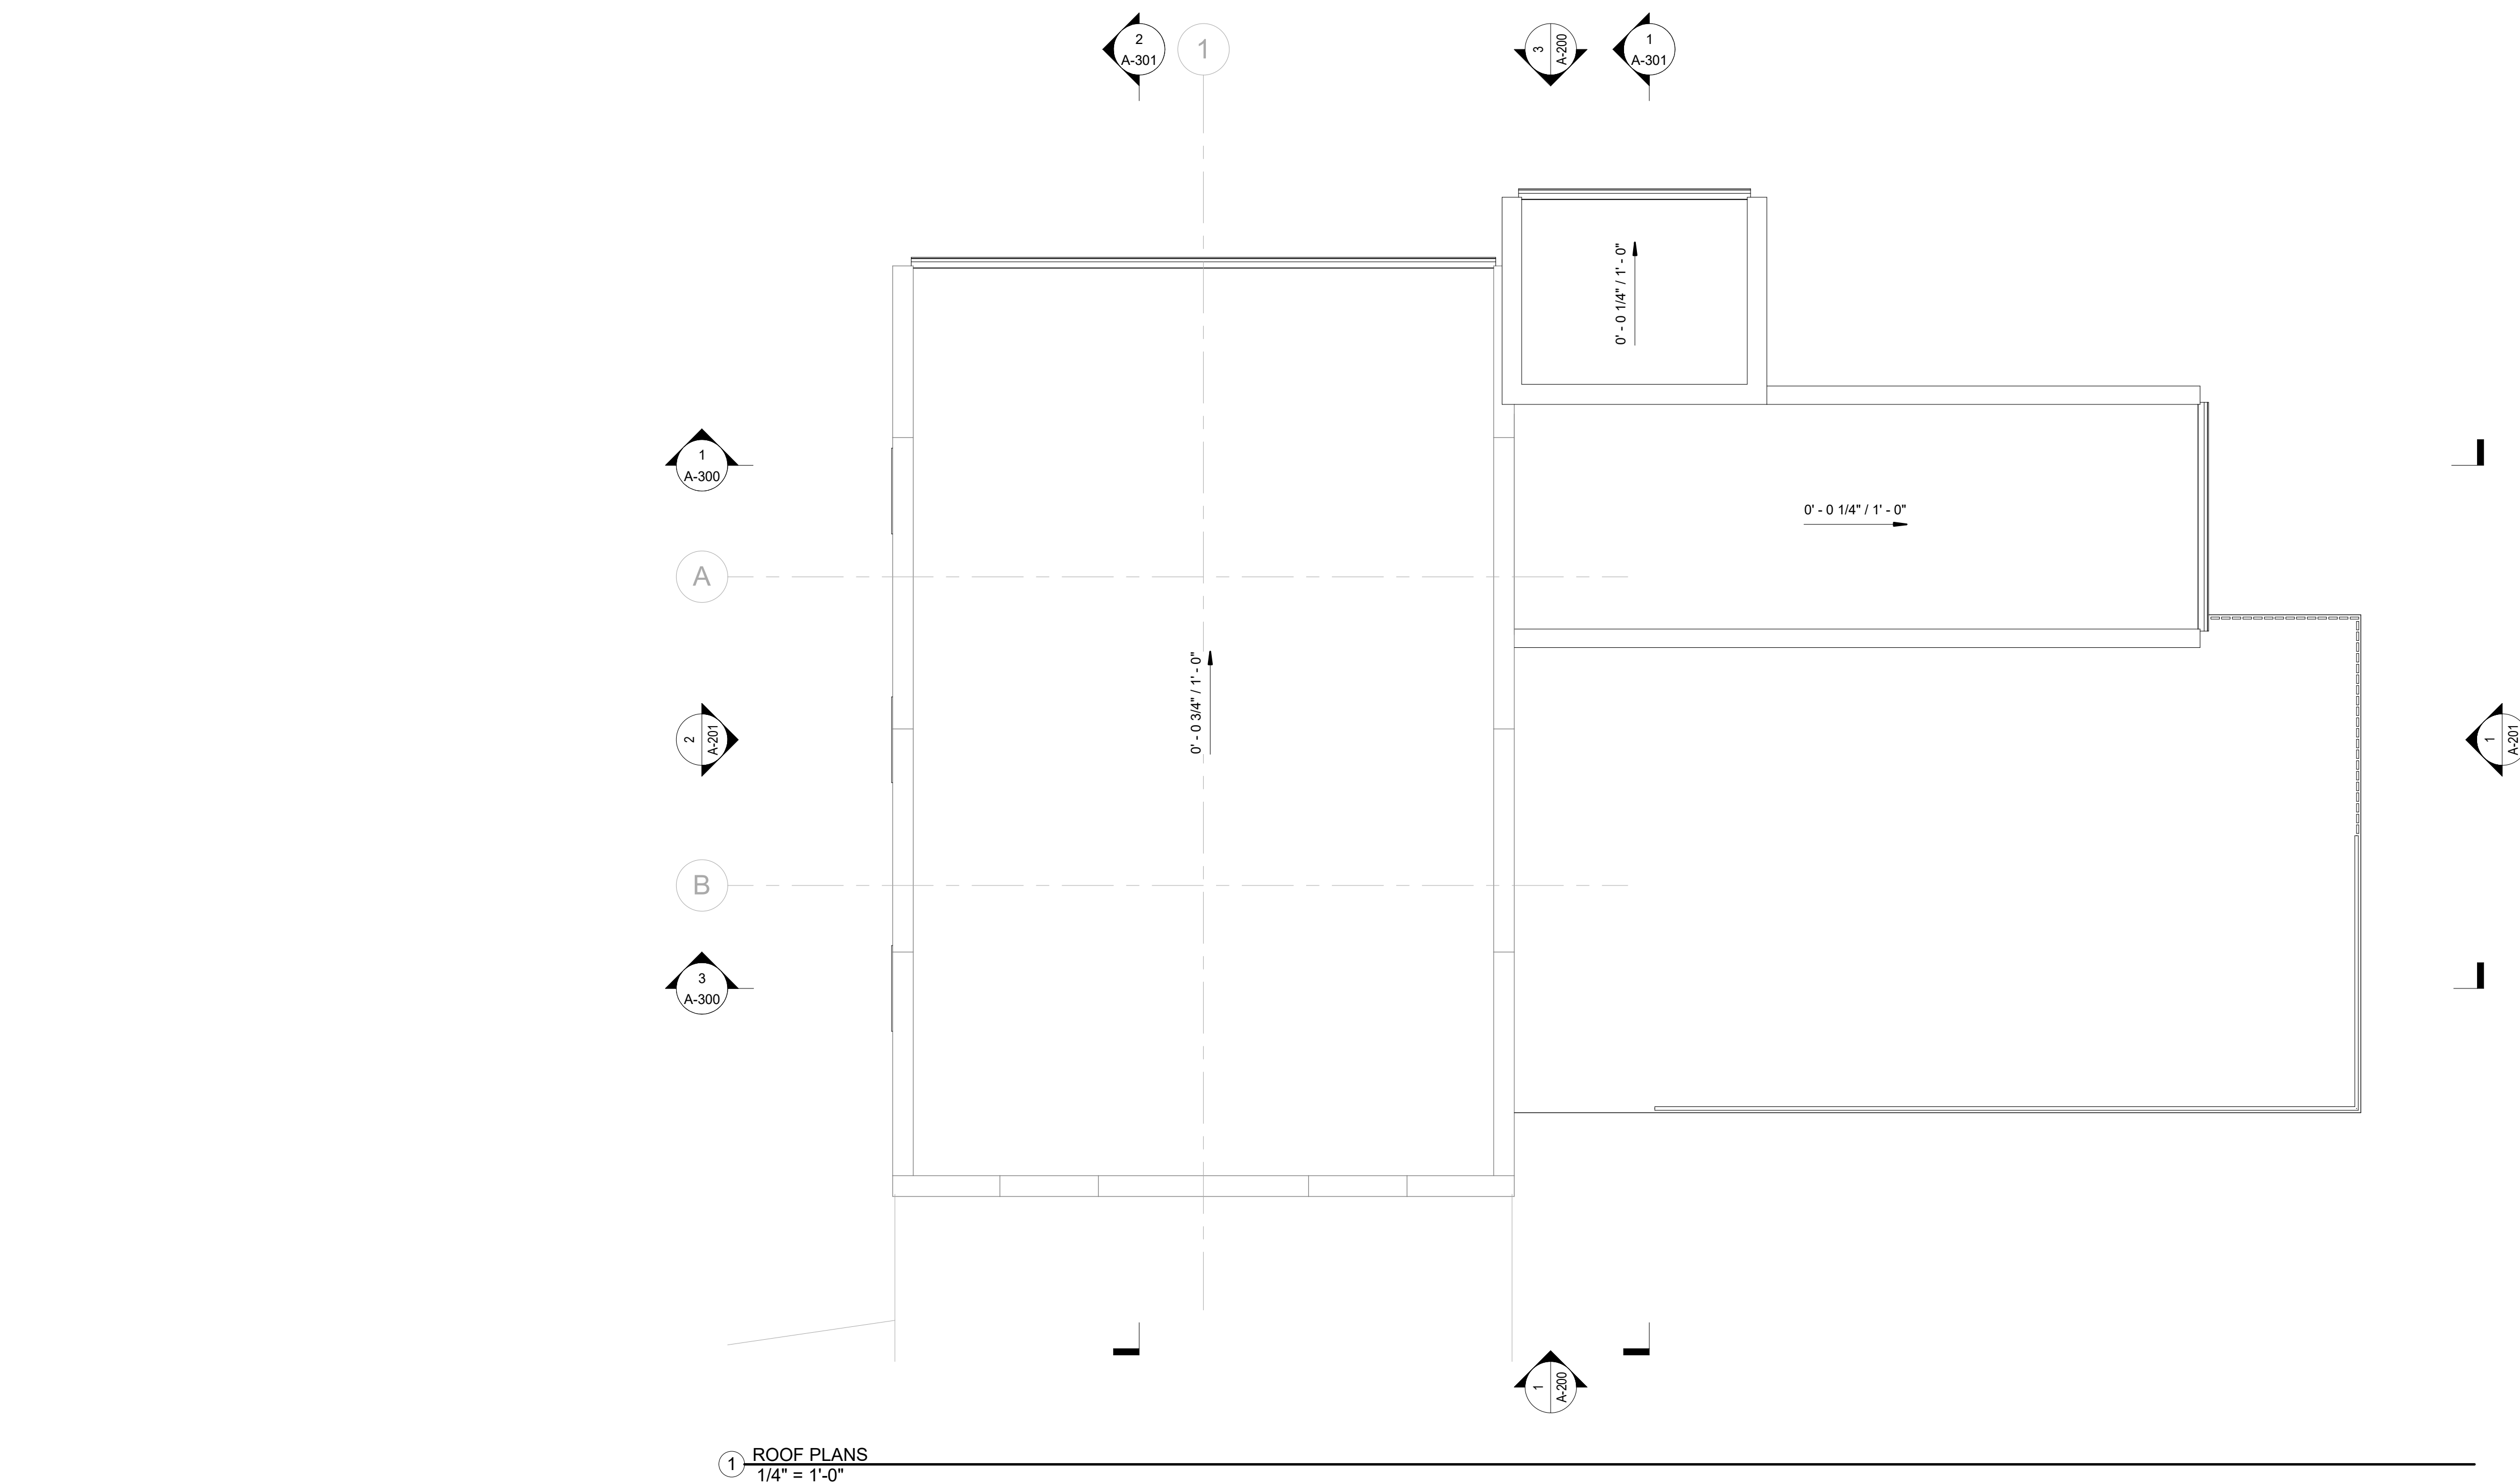 2
A-301
1
3
A-200
1
A-301
0' - 0 1/4" / 1' - 0"
1
A-300
0' - 0 1/4" / 1' - 0"
A
0' - 0 3/4" / 1' - 0"
2
A-201
1
A-201
B
3
A-300
1
A-200
1
ROOF PLANS
1/4" = 1'-0"